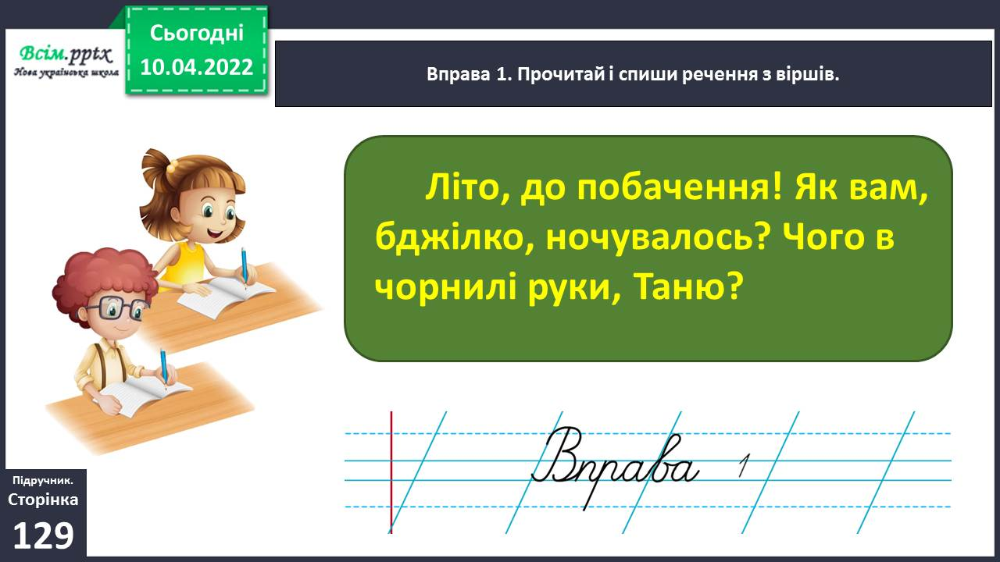 Всім.pptx
Нова українська школа
Сьогодні
10.04.2022
Вправа 1. Прочитай і спиши речення з віршів.
Літо, до побачення! Як вам,
бджілко, ночувалось? Чого в
чорнилі руки, Таню?
Вправа 1
Підручник.
Сторінка
129